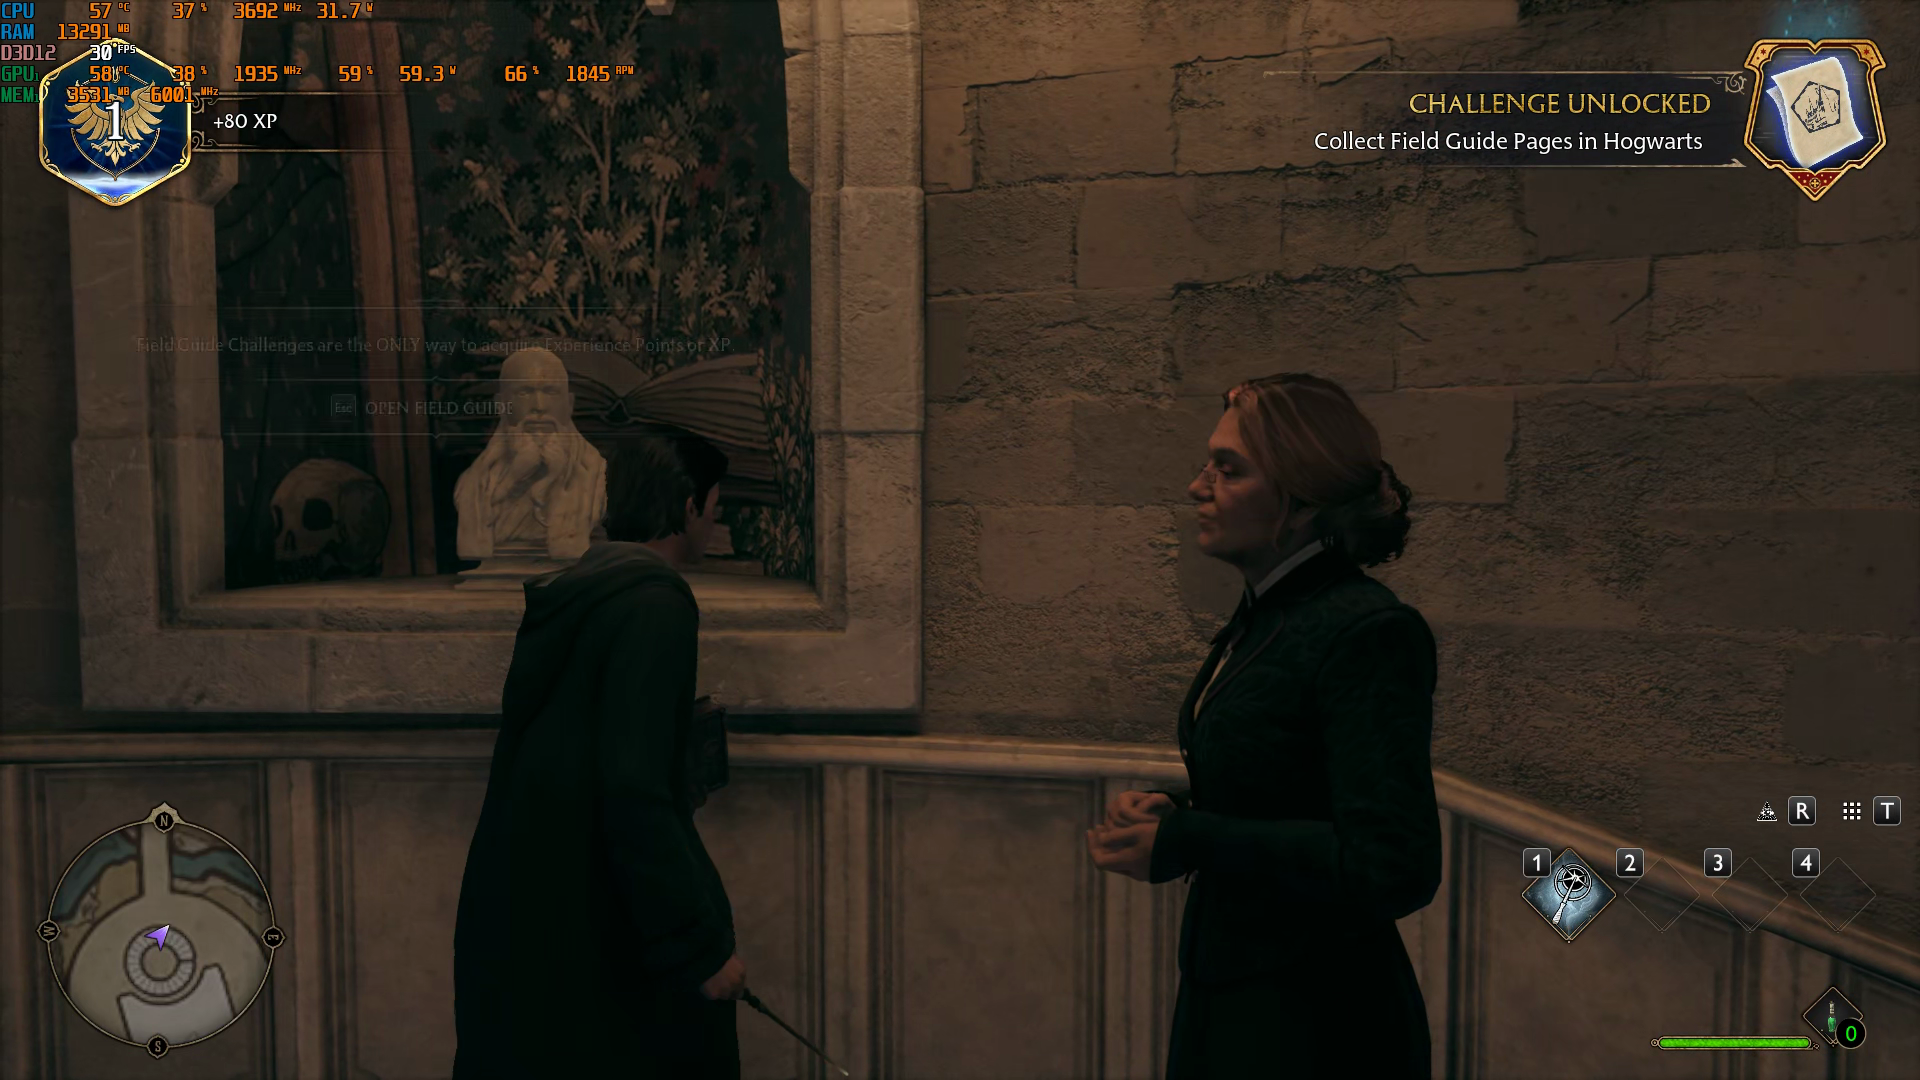 CPU 57 °C 37 % 3692 MHz 31.7 W
RAM 13291 MB
D3D12 30 FPS
GPU1 58 °C 38 % 1935 MHz 59 % 59.3 W 66 % 1845 RPM
MEM1 3531 MB 6001 MHz
1
+80 XP
CHALLENGE UNLOCKED
Collect Field Guide Pages in Hogwarts
Field Guide Challenges are the ONLY way to acquire Experience Points or XP.
Esc OPEN FIELD GUIDE
N
W
E
S
R T
1 2 3 4
0